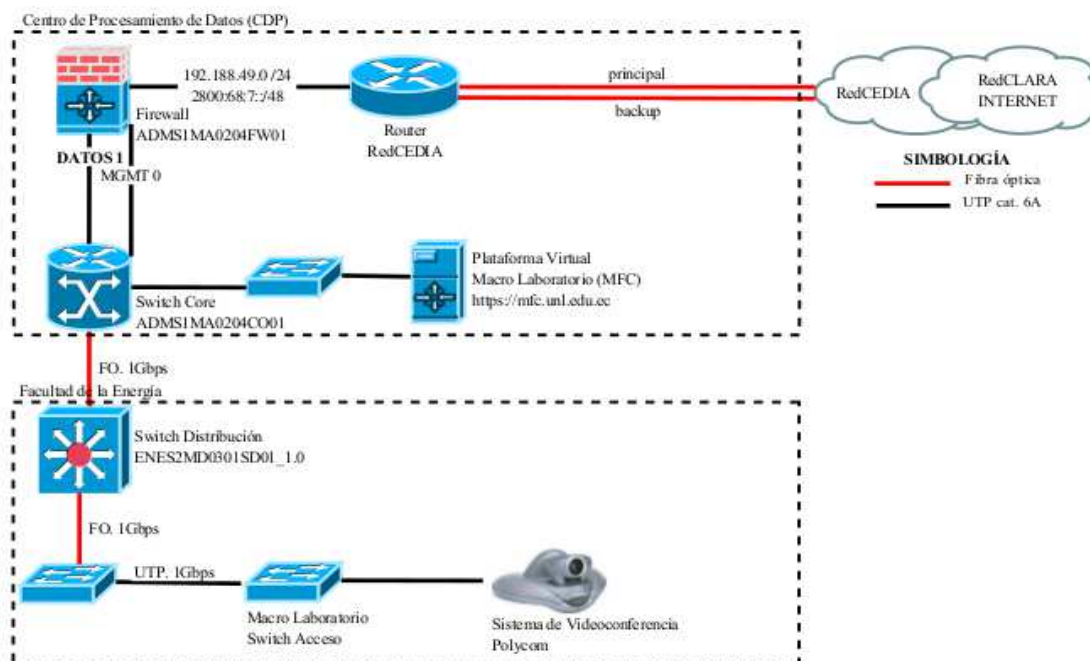 Centro de Procesamiento de Datos (CDP)
192.188.49.0 /24
2800:68:7::/48
Firewall
ADMS1MA0204FW01
DATOS 1
MGMT 0
Router
RedCEDIA
principal
backup
RedCEDIA
RedCLARA
INTERNET
SIMBOLOGÍA
Fibra óptica
UTP cat. 6A
Plataforma Virtual
Macro Laboratorio (MFC)
https://mfc.unl.edu.ec
Switch Core
ADMS1MA0204CO01
FO. 1Gbps
Facultad de la Energía
Switch Distribución
ENES2MD0301SD01_1.0
FO. 1Gbps
UTP. 1Gbps
Macro Laboratorio
Switch Acceso
Sistema de Videoconferencia
Polycom